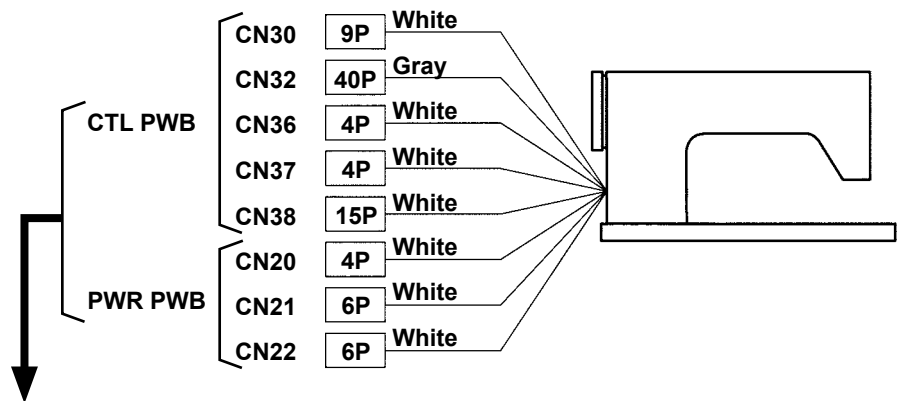 CN30 9P White
CN32 40P Gray
CTL PWB CN36 4P White
CN37 4P White
CN38 15P White
CN20 4P White
PWR PWB CN21 6P White
CN22 6P White